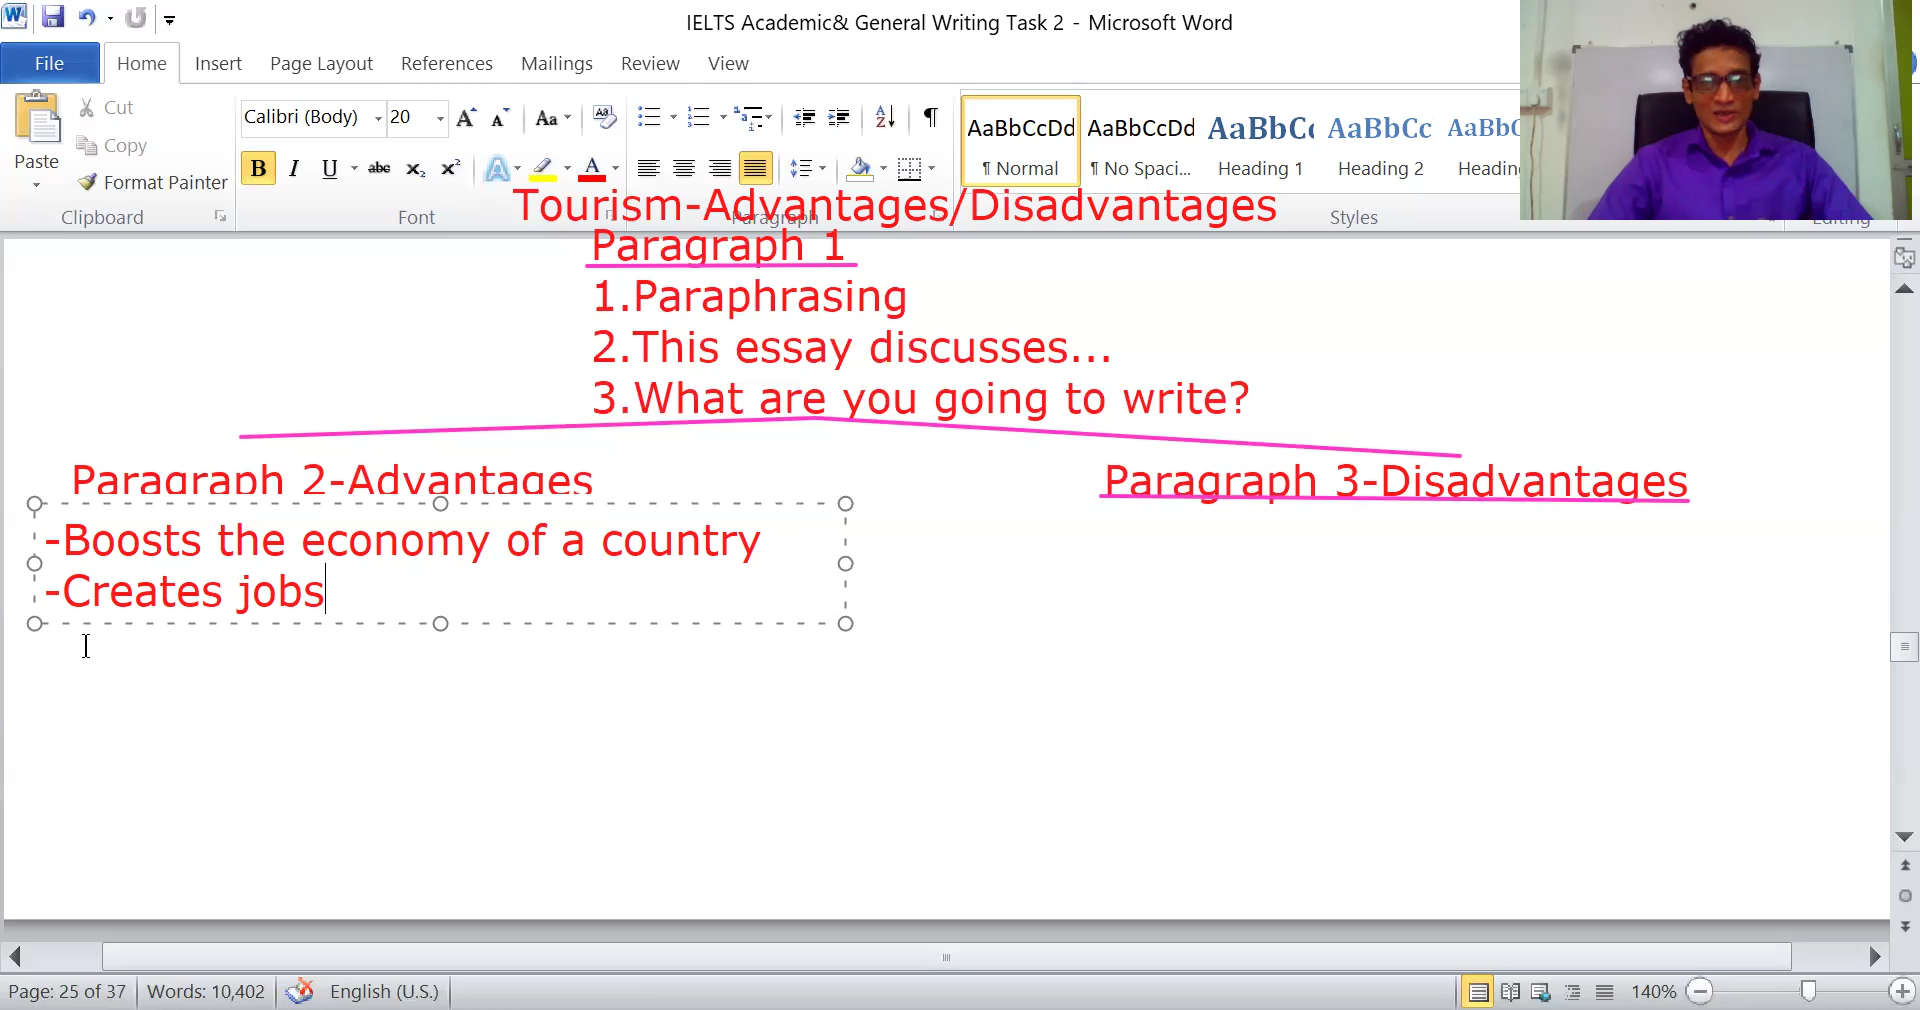 IELTS Academic& General Writing Task 2 - Microsoft Word
File Home Insert Page Layout References Mailings Review View
Paste
Cut
Copy
Format Painter
Clipboard
Calibri (Body) 20
Font
Paragraph
AaBbCcDd AaBbCcDd AaBbCc AaBbCc AaBbC
¶ Normal ¶ No Spaci... Heading 1 Heading 2 Heading
Styles
Editing
Tourism-Advantages/Disadvantages
Paragraph 1
1.Paraphrasing
2.This essay discusses...
3.What are you going to write?
Paragraph 2-Advantages
-Boosts the economy of a country
-Creates jobs
Paragraph 3-Disadvantages
Page: 25 of 37 Words: 10,402 English (U.S.) 140%